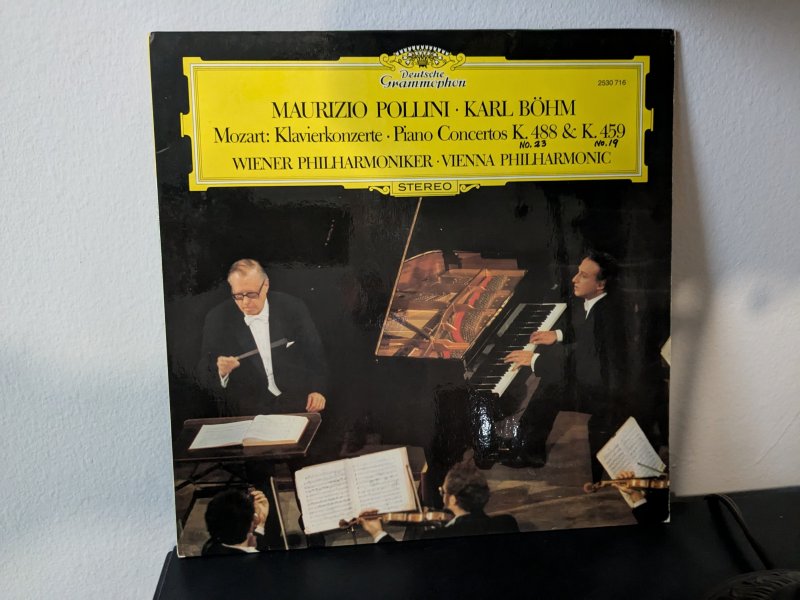 Deutsche
Grammophon
2530 716
MAURIZIO POLLINI · KARL BÖHM
Mozart: Klavierkonzerte · Piano Concertos K. 488 & K. 459
NO. 23 NO. 19
WIENER PHILHARMONIKER · VIENNA PHILHARMONIC
STEREO